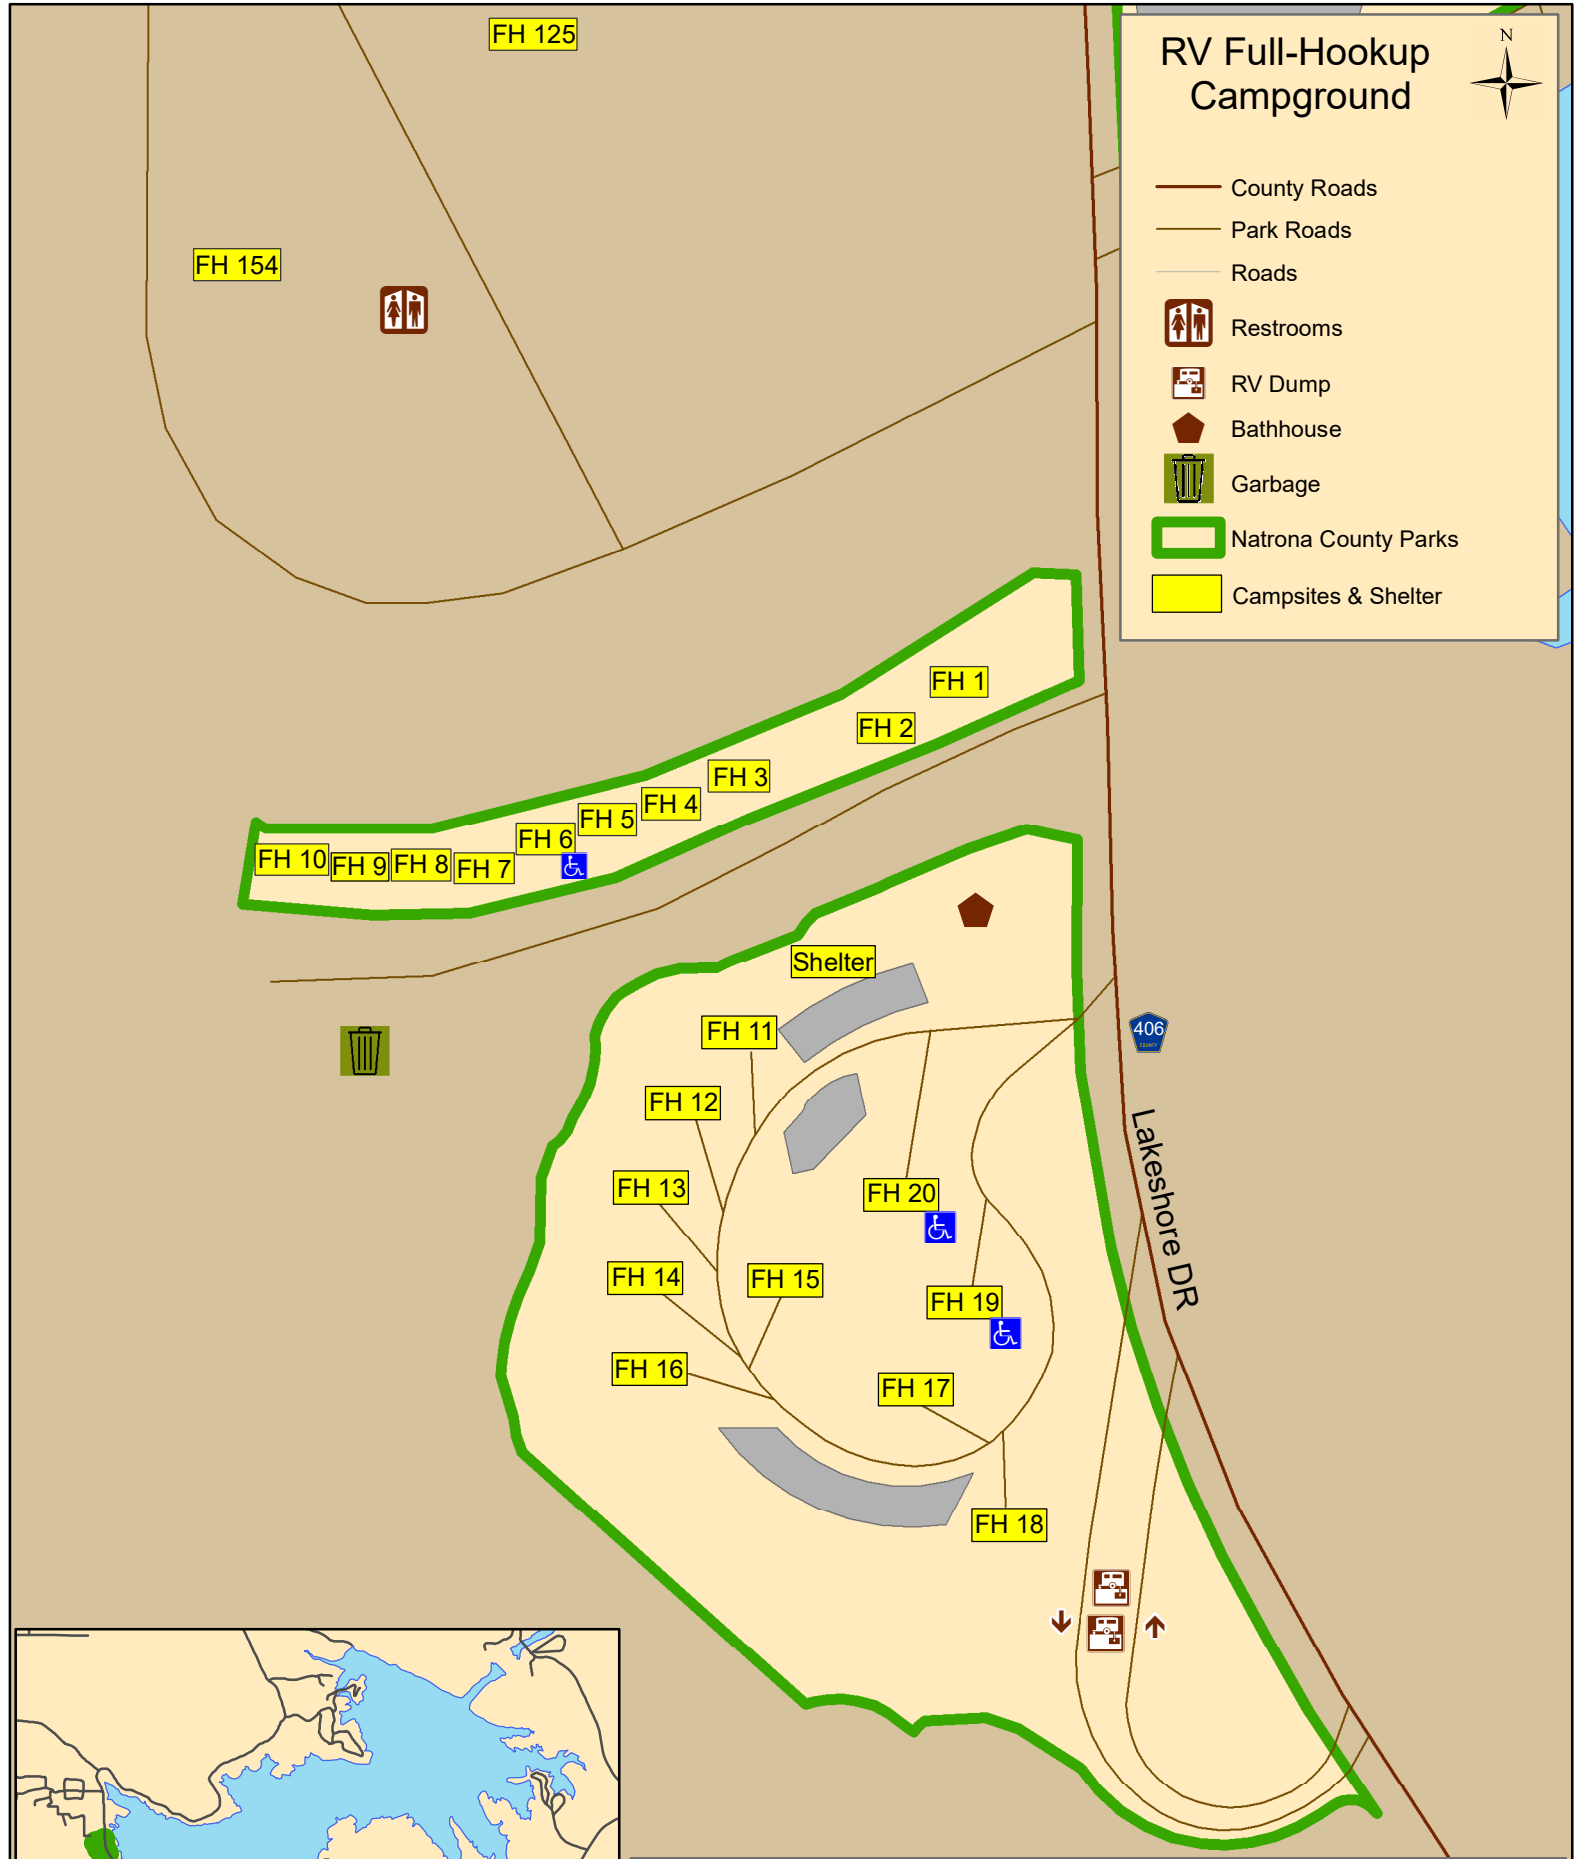 FH 125
RV Full-Hookup
Campground
N
County Roads
Park Roads
Roads
Restrooms
RV Dump
Bathhouse
Garbage
Natrona County Parks
Campsites & Shelter
FH 154
FH 1
FH 2
FH 3
FH 4
FH 5
FH 6
FH 7
FH 8
FH 9
FH 10
Shelter
FH 11
406
COUNTY
FH 12
Lakeshore DR
FH 13
FH 20
FH 14
FH 15
FH 19
FH 16
FH 17
FH 18